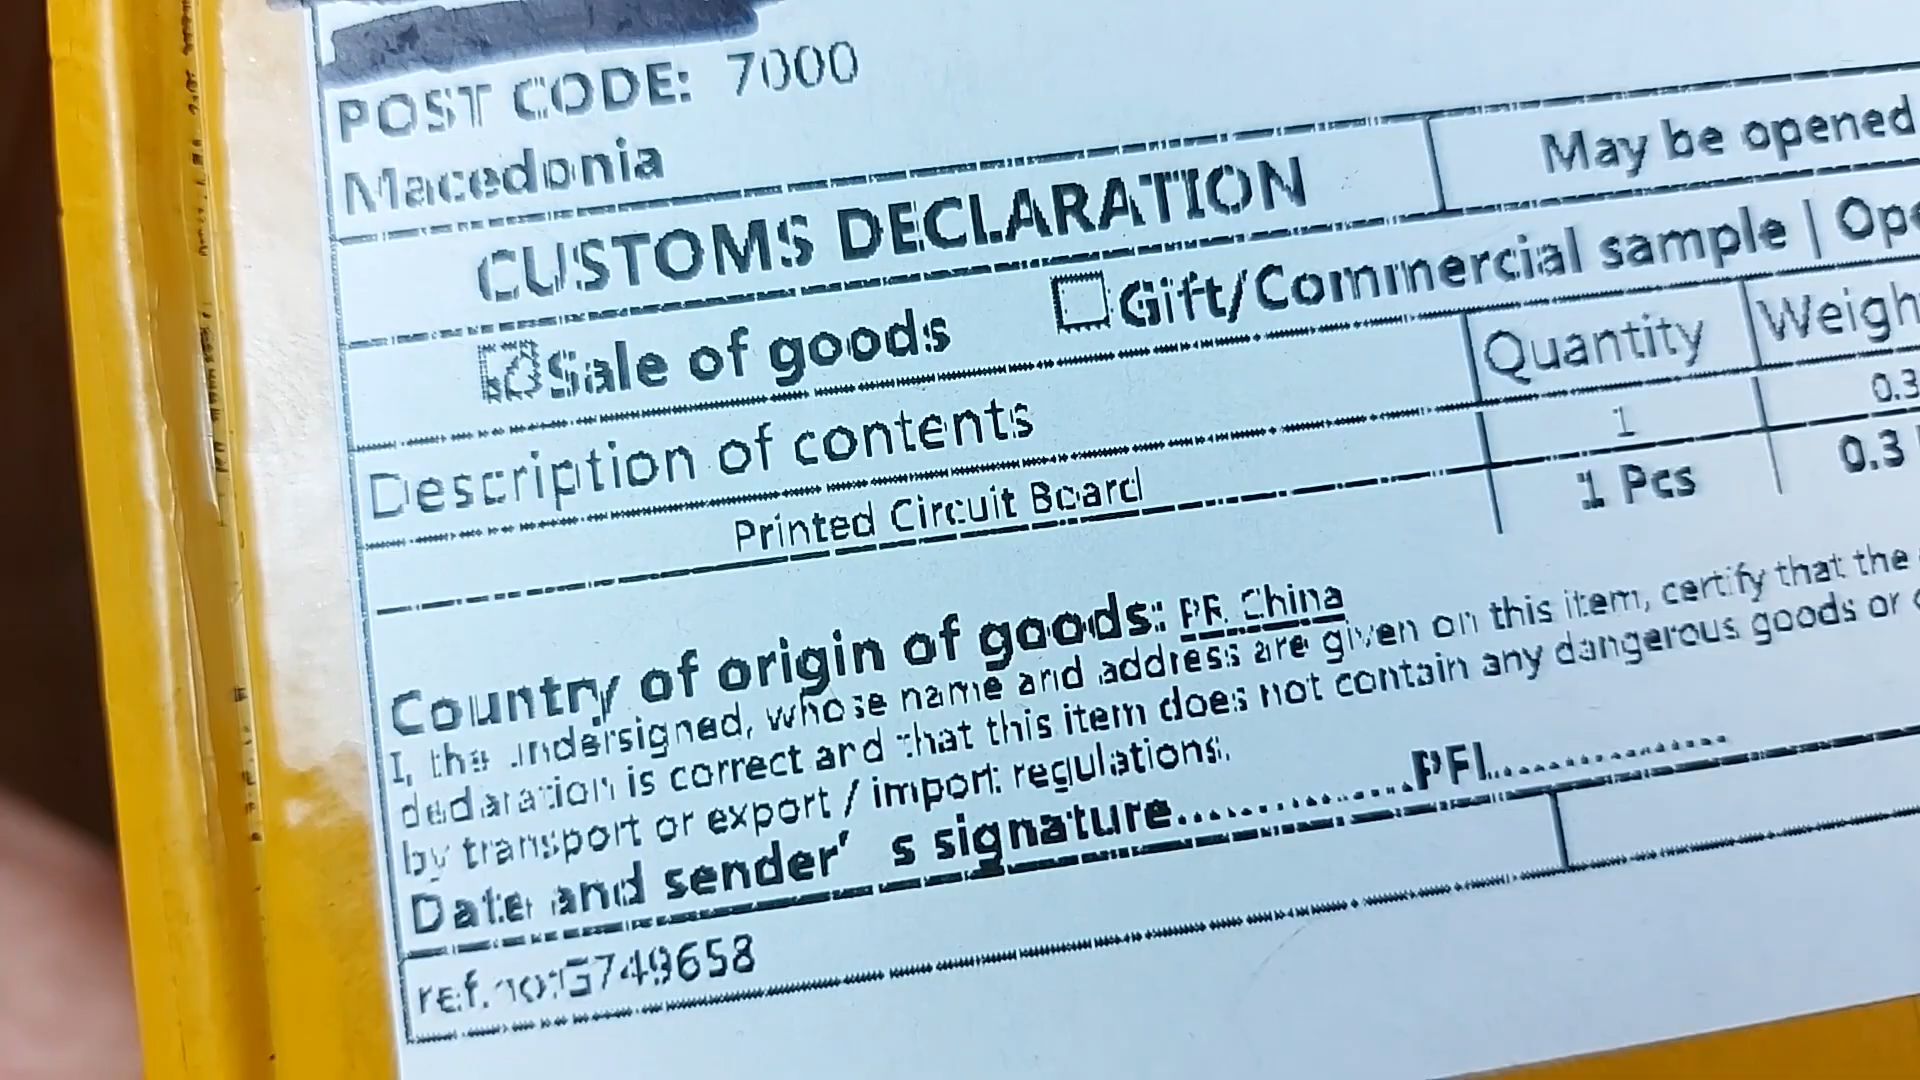 POST CODE: 7000
Macedonia
CUSTOMS DECLARATION
May be opened
Sale of goods
Gift/Commercial sample |
Description of contents
Quantity
Printed Circuit Board
1
0.3
1 Pcs
0.3
Country of origin of goods: PR China
I, the undersigned, whose name and address are given on this item, certify that the
declaration is correct and that this item does not contain any dangerous goods or
by transport or export / import regulations.
Date and sender's signature................PFL................
ref.no:G749658